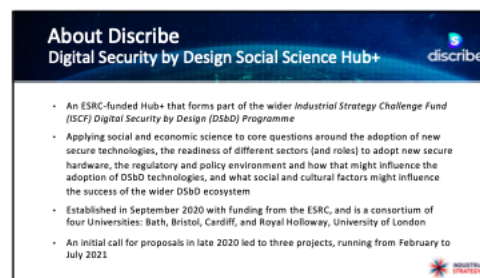 About Discribe
Digital Security by Design Social Science Hub+
discribe
• An ESRC-funded Hub+ that forms part of the wider Industrial Strategy Challenge Fund
(ISCF) Digital Security by Design (DSbD) Programme
• Applying social and economic science to core questions around the adoption of new
secure technologies, the readiness of different sectors (and roles) to adopt new secure
hardware, the regulatory and policy environment and how that might influence the
adoption of DSbD technologies, and what social and cultural factors might influence
the success of the wider DSbD ecosystem
• Established in September 2020 with funding from the ESRC, and is a consortium of
four Universities: Bath, Bristol, Cardiff, and Royal Holloway, University of London
• An initial call for proposals in late 2020 led to three projects, running from February to
July 2021